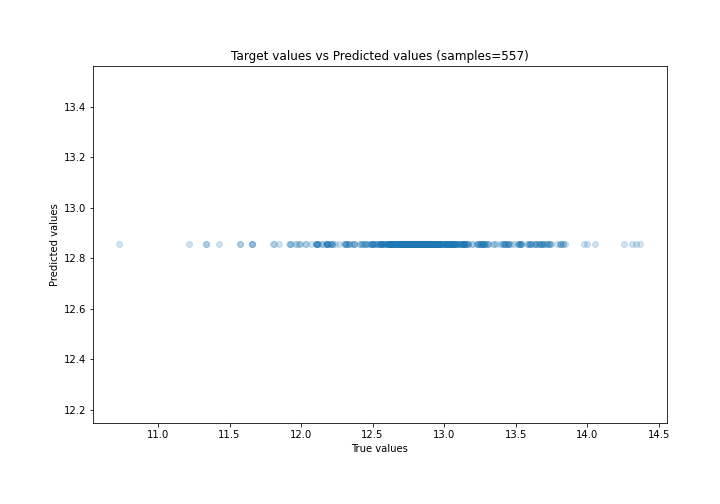 Target values vs Predicted values (samples=557)
Predicted values
13.4
13.2
13.0
12.8
12.6
12.4
12.2
11.0 11.5 12.0 12.5 13.0 13.5 14.0 14.5
True values